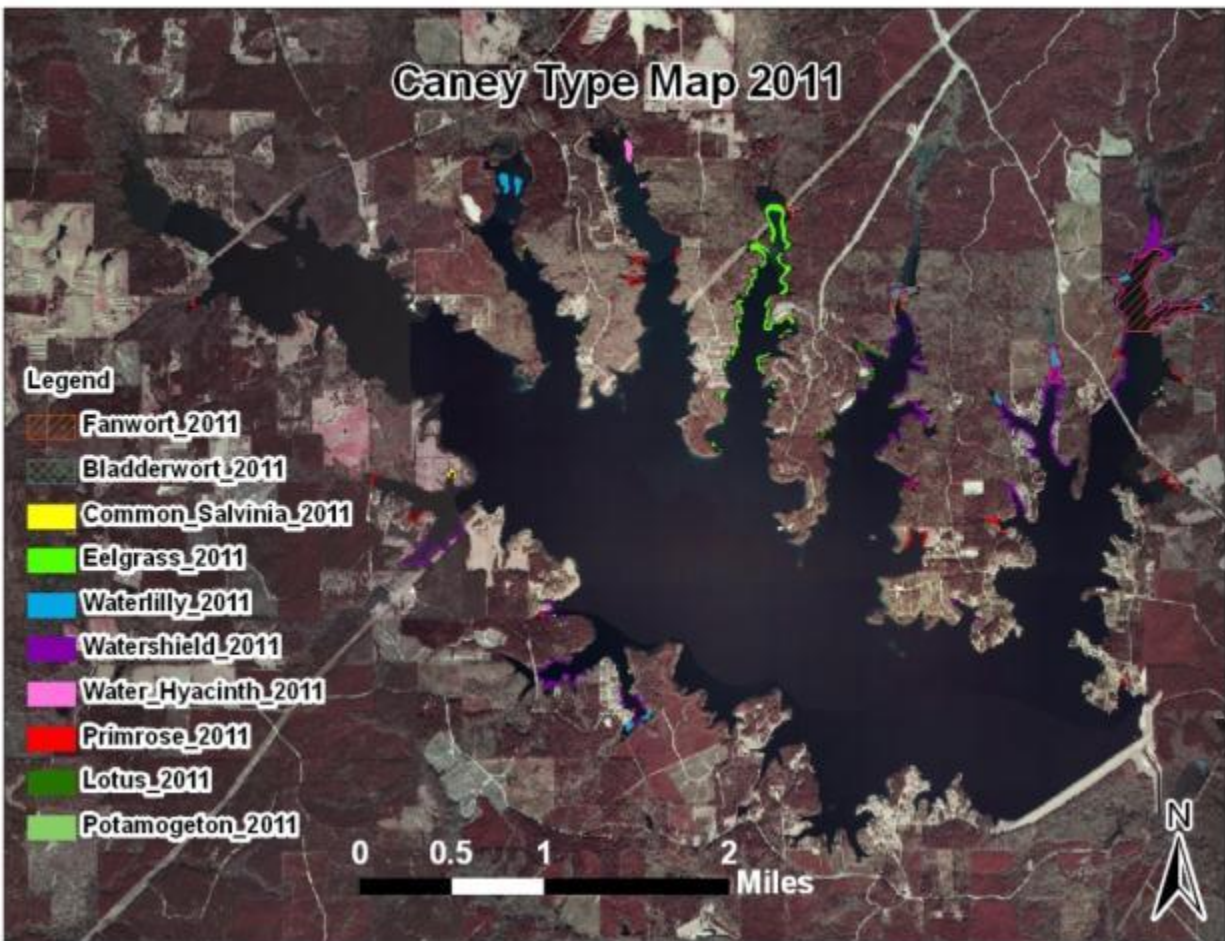 Caney Type Map 2011
Legend
Fanwort_2011
Bladderwort_2011
Common_Salvinia_2011
Eelgrass_2011
Waterlilly_2011
Watershield_2011
Water_Hyacinth_2011
Primrose_2011
Lotus_2011
Potamogeton_2011
0 0.5 1 2
Miles
N